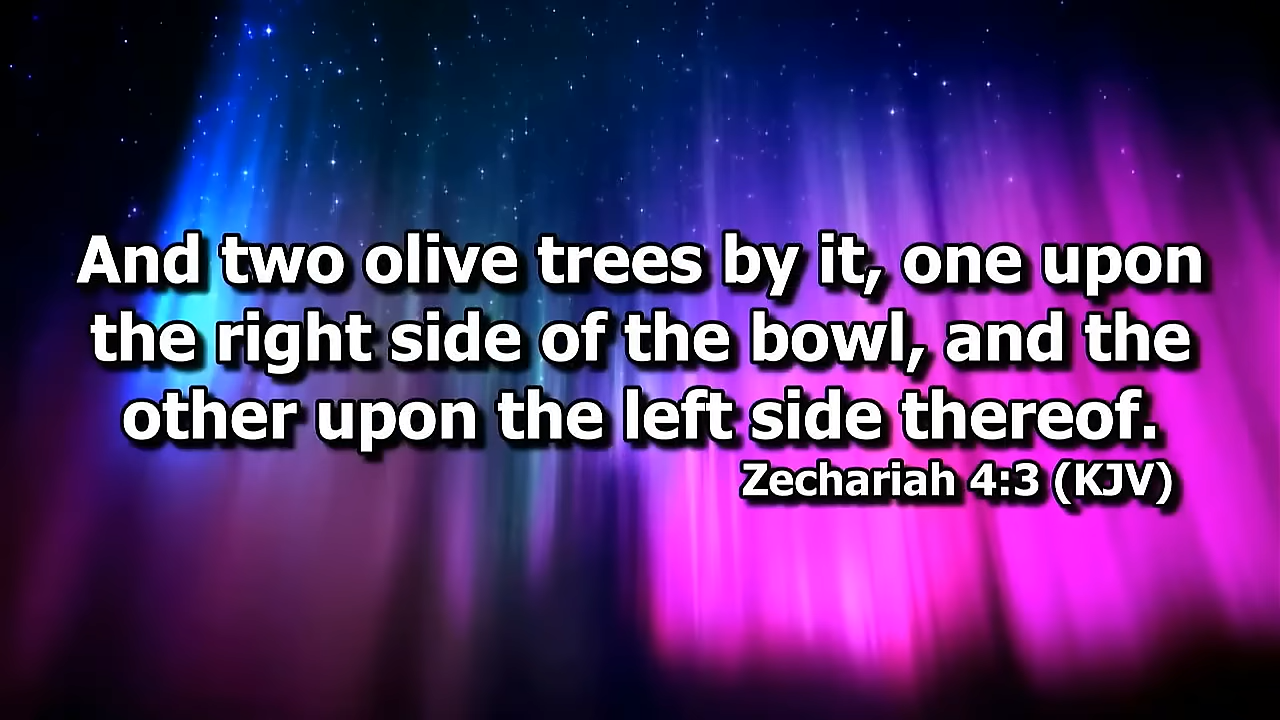 And two olive trees by it, one upon
the right side of the bowl, and the
other upon the left side thereof.
Zechariah 4:3 (KJV)